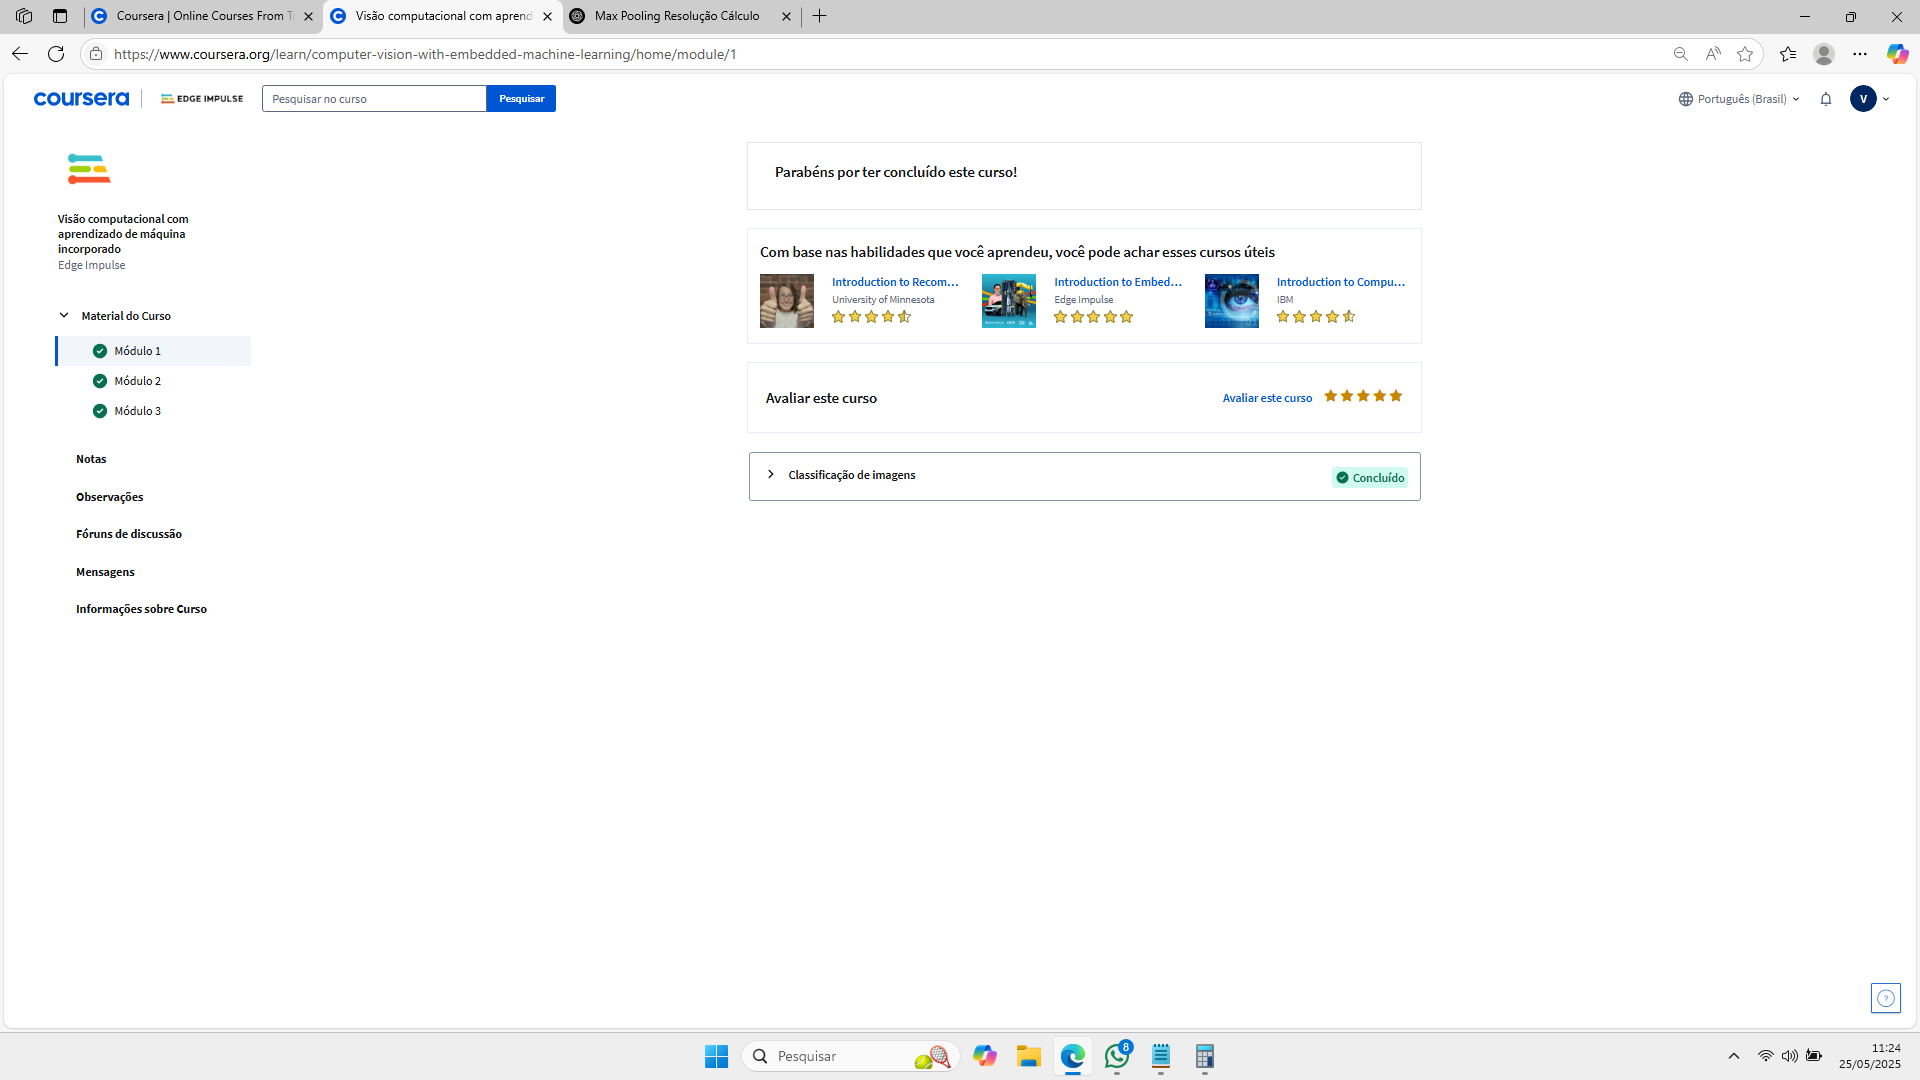 Coursera | Online Courses From T
Visão computacional com aprend
Max Pooling Resolução Cálculo
https://www.coursera.org/learn/computer-vision-with-embedded-machine-learning/home/module/1
coursera
EDGE IMPULSE
Pesquisar no curso
Pesquisar
Português (Brasil)
V
Visão computacional com
aprendizado de máquina
incorporado
Edge Impulse
Material do Curso
Módulo 1
Módulo 2
Módulo 3
Notas
Observações
Fóruns de discussão
Mensagens
Informações sobre Curso
Parabéns por ter concluído este curso!
Com base nas habilidades que você aprendeu, você pode achar esses cursos úteis
Introduction to Recom...
University of Minnesota
Introduction to Embed...
Edge Impulse
Introduction to Compu...
IBM
Avaliar este curso
Avaliar este curso
Classificação de imagens
Concluído
Pesquisar
8
11:24
25/05/2025